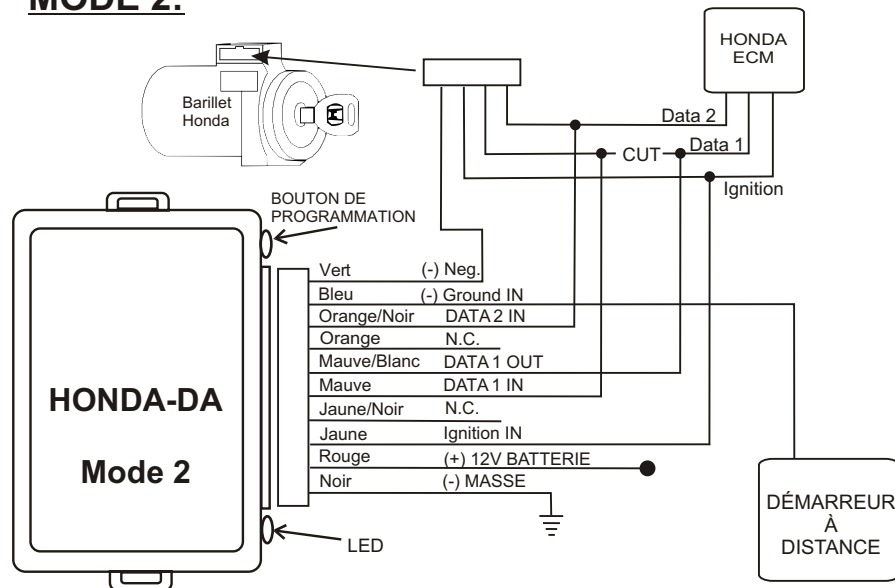 MODE 2:
HONDA
ECM
Barillet
Honda
Data 2
CUT
Data 1
Ignition
BOUTON DE
PROGRAMMATION
Vert (-) Neg.
Bleu (-) Ground IN
Orange/Noir DATA 2 IN
Orange N.C.
Mauve/Blanc DATA 1 OUT
Mauve DATA 1 IN
Jaune/Noir N.C.
Jaune Ignition IN
Rouge (+) 12V BATTERIE
Noir (-) MASSE
HONDA-DA
Mode 2
LED
DÉMARREUR
À
DISTANCE